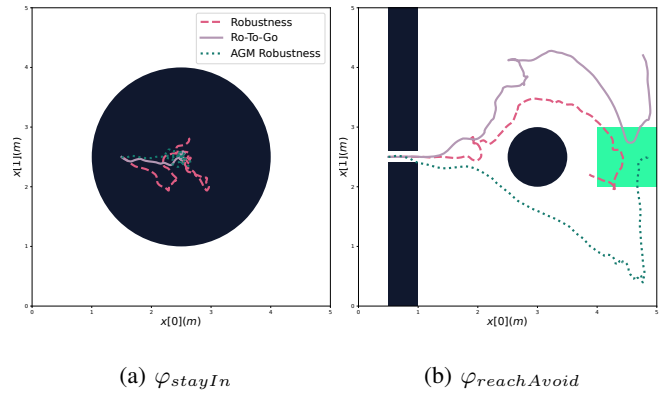 Robustness
Ro-To-Go
AGM Robustness
x[1](m)
5
4
3
2
1
0
0 1 2 3 4 5
x[0](m)
x[1](m)
5
4
3
2
1
0
0 1 2 3 4 5
x[0](m)
(a) φstayIn
(b) φreachAvoid